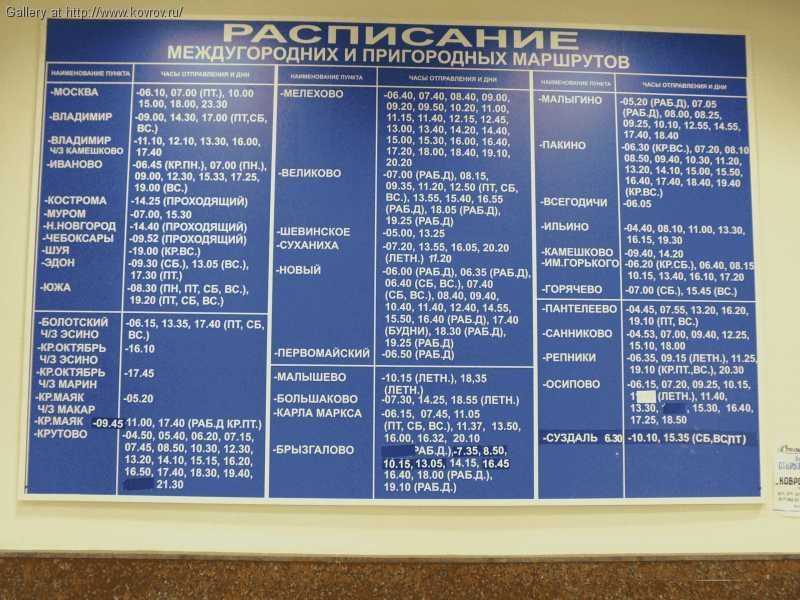 Gallery at http://www.kovrov.ru/
РАСПИСАНИЕ
МЕЖДУГОРОДНИХ И ПРИГОРОДНЫХ МАРШРУТОВ
НАИМЕНОВАНИЕ ПУНКТА ЧАСЫ ОТПРАВЛЕНИЯ И ДНИ
-МОСКВА -06.10, 07.00 (ПТ.), 10.00
15.00, 18.00, 23.30
-ВЛАДИМИР -09.00, 14.30, 17.00 (ПТ,СБ,
ВС.)
-ВЛАДИМИР -11.10, 12.10, 13.30, 16.00,
Ч/З КАМЕШКОВО 17.40
-ИВАНОВО -06.45 (КР.ПН.), 07.00 (ПН.),
09.00, 12.30, 15.33, 17.25,
19.00 (ВС.)
-КОСТРОМА -14.25 (ПРОХОДЯЩИЙ)
-МУРОМ -07.00, 15.30
-Н.НОВГОРОД -14.40 (ПРОХОДЯЩИЙ)
-ЧЕБОКСАРЫ -09.52 (ПРОХОДЯЩИЙ)
-ШУЯ -19.00 (КР.ВС.)
-ЭДОН -09.30 (СБ.), 13.05 (ВС.),
17.30 (ПТ.)
-ЮЖА -08.30 (ПН, ПТ, СБ, ВС.),
19.20 (ПТ, СБ, ВС.)
-БОЛОТСКИЙ -06.15, 13.35, 17.40 (ПТ, СБ,
Ч/З ЭСИНО ВС.)
-КР.ОКТЯБРЬ -16.10
Ч/З ЭСИНО
-КР.ОКТЯБРЬ -17.45
Ч/З МАРИН
-КР.МАЯК -05.20
Ч/З МАКАР
-КР.МАЯК -09.45 11.00, 17.40 (РАБ.Д КР.ПТ.)
-КРУТОВО -04.50, 05.40, 06.20, 07.15,
07.45, 08.50, 10.30, 12.30,
13.20, 14.10, 15.15, 16.20,
16.50, 17.40, 18.30, 19.40,
21.30
НАИМЕНОВАНИЕ ПУНКТА ЧАСЫ ОТПРАВЛЕНИЯ И ДНИ
-МЕЛЕХОВО -06.40, 07.40, 08.40, 09.00,
09.20, 09.50, 10.20, 11.00,
11.15, 11.40, 12.15, 12.45,
13.00, 13.40, 14.20, 14.40,
15.00, 15.30, 16.00, 16.40,
17.20, 18.00, 18.40, 19.10,
20.20
-ВЕЛИКОВО -07.00 (РАБ.Д), 08.15,
09.35, 11.20, 12.50 (ПТ, СБ,
ВС.), 13.55, 15.40, 16.55
(РАБ.Д), 18.05 (РАБ.Д),
19.25 (РАБ.Д)
-ШЕВИНСКОЕ -05.00, 13.25
-СУХАНИХА -07.20, 13.55, 16.05, 20.20
(ЛЕТН.) 17.20
-НОВЫЙ -06.00 (РАБ.Д), 06.35 (РАБ.Д),
06.40 (СБ, ВС.), 07.40
(СБ, ВС.), 08.40, 09.40,
10.40, 11.40, 12.40, 14.55,
15.50, 16.40 (РАБ.Д), 17.40
(БУДНИ), 18.30 (РАБ.Д),
19.25 (РАБ.Д)
-ПЕРВОМАЙСКИЙ -06.50 (РАБ.Д)
-МАЛЫШЕВО -10.15 (ЛЕТН.), 18,35
(ЛЕТН.)
-БОЛЬШАКОВО -07.30, 14.25, 18.55 (ЛЕТН.)
-КАРЛА МАРКСА -06.15, 07.45, 11.05
(ПТ, СБ, ВС.), 11.37, 13.50,
16.00, 16.32, 20.10
-БРЫЗГАЛОВО РАБ.Д.),-7.35, 8.50,
10.15, 13.05, 14.15, 16.45
16.40, 18.00 (РАБ.Д.),
19.10 (РАБ.Д.)
НАИМЕНОВАНИЕ ПУНКТА ЧАСЫ ОТПРАВЛЕНИЯ И ДНИ
-МАЛЫГИНО -05.20 (РАБ.Д), 07.05
(РАБ.Д), 08.00, 08.25,
09.25, 10.10, 12.55, 14.55,
17.40, 18.40
-ПАКИНО -06.30 (КР.ВС.), 07.20, 08.10
08.50, 09.40, 10.30, 11.20,
13.20, 14.10, 15.00, 15.50,
16.40, 17.40, 18.40, 19.40
(КР.ВС.)
-ВСЕГОДИЧИ -06.05
-ИЛЬИНО -04.40, 08.10, 11.00, 13.30,
16.15, 19.30
-КАМЕШКОВО -09.40, 14.20
-ИМ.ГОРЬКОГО -06.20 (КР.СБ.), 06.40, 08.15
10.15, 13.40, 16.10, 17.20
-ГОРЯЧЕВО -07.00 (СБ.), 15.45 (ВС.)
-ПАНТЕЛЕЕВО -04.45, 07.55, 13.20, 16.20,
19.10 (ПТ, ВС.)
-САННИКОВО -04.53, 07.00, 09.40, 12.25,
15.10, 18.00
-РЕПНИКИ -06.35, 09.15 (ЛЕТН.), 11.25,
19.10 (КР.ПТ.,ВС.), 20.30
-ОСИПОВО -06.15, 07.20, 09.25, 10.15,
(ЛЕТН.), 11.40,
13.30, 15.30, 16.40,
17.25, 18.15
-СУЗДАЛЬ 6.30 -10.10, 15.35 (СБ,ВС,ПТ)